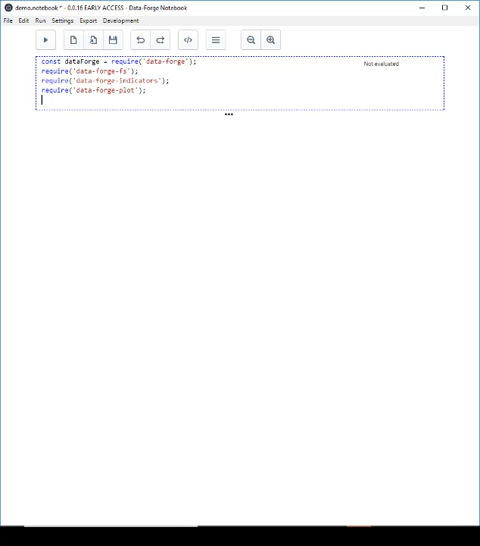 demo.notebook * - 0.0.16 EARLY ACCESS - Data-Forge Notebook
File Edit Run Settings Export Development
const dataForge = require('data-forge');
require('data-forge-fs');
require('data-forge-indicators');
require('data-forge-plot');
Not evaluated